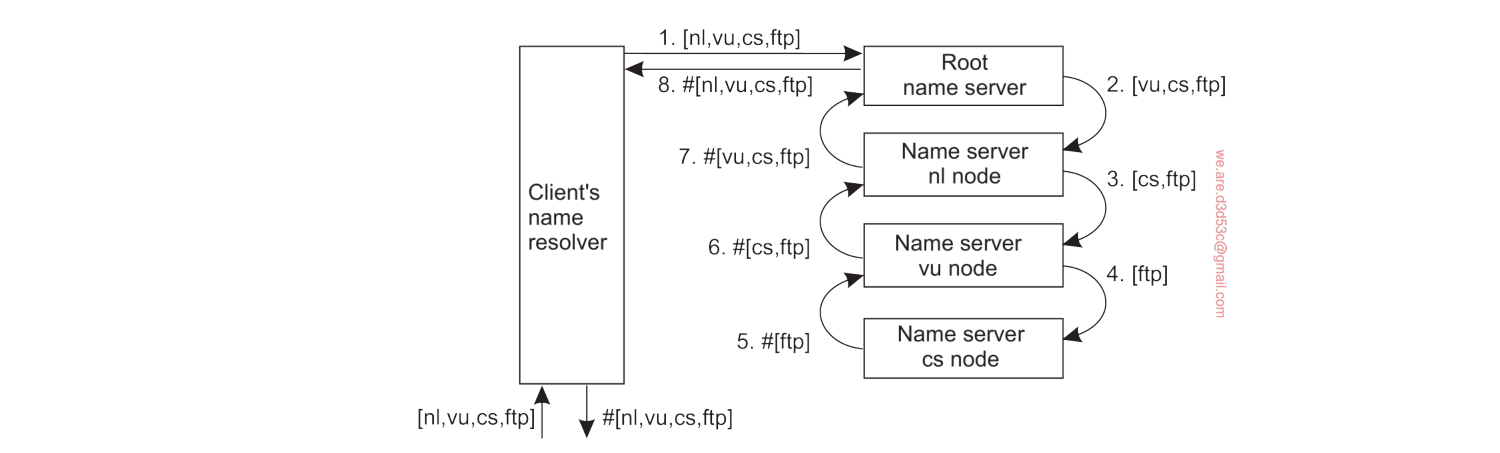 1. [nl,vu,cs,ftp]
Root
name server
8. #[nl,vu,cs,ftp]
2. [vu,cs,ftp]
7. #[vu,cs,ftp]
Name server
nl node
3. [cs,ftp]
Client's
name
resolver
6. #[cs,ftp]
Name server
vu node
4. [ftp]
5. #[ftp]
Name server
cs node
[nl,vu,cs,ftp]
#[nl,vu,cs,ftp]
we.are.d3d53c@gmail.com